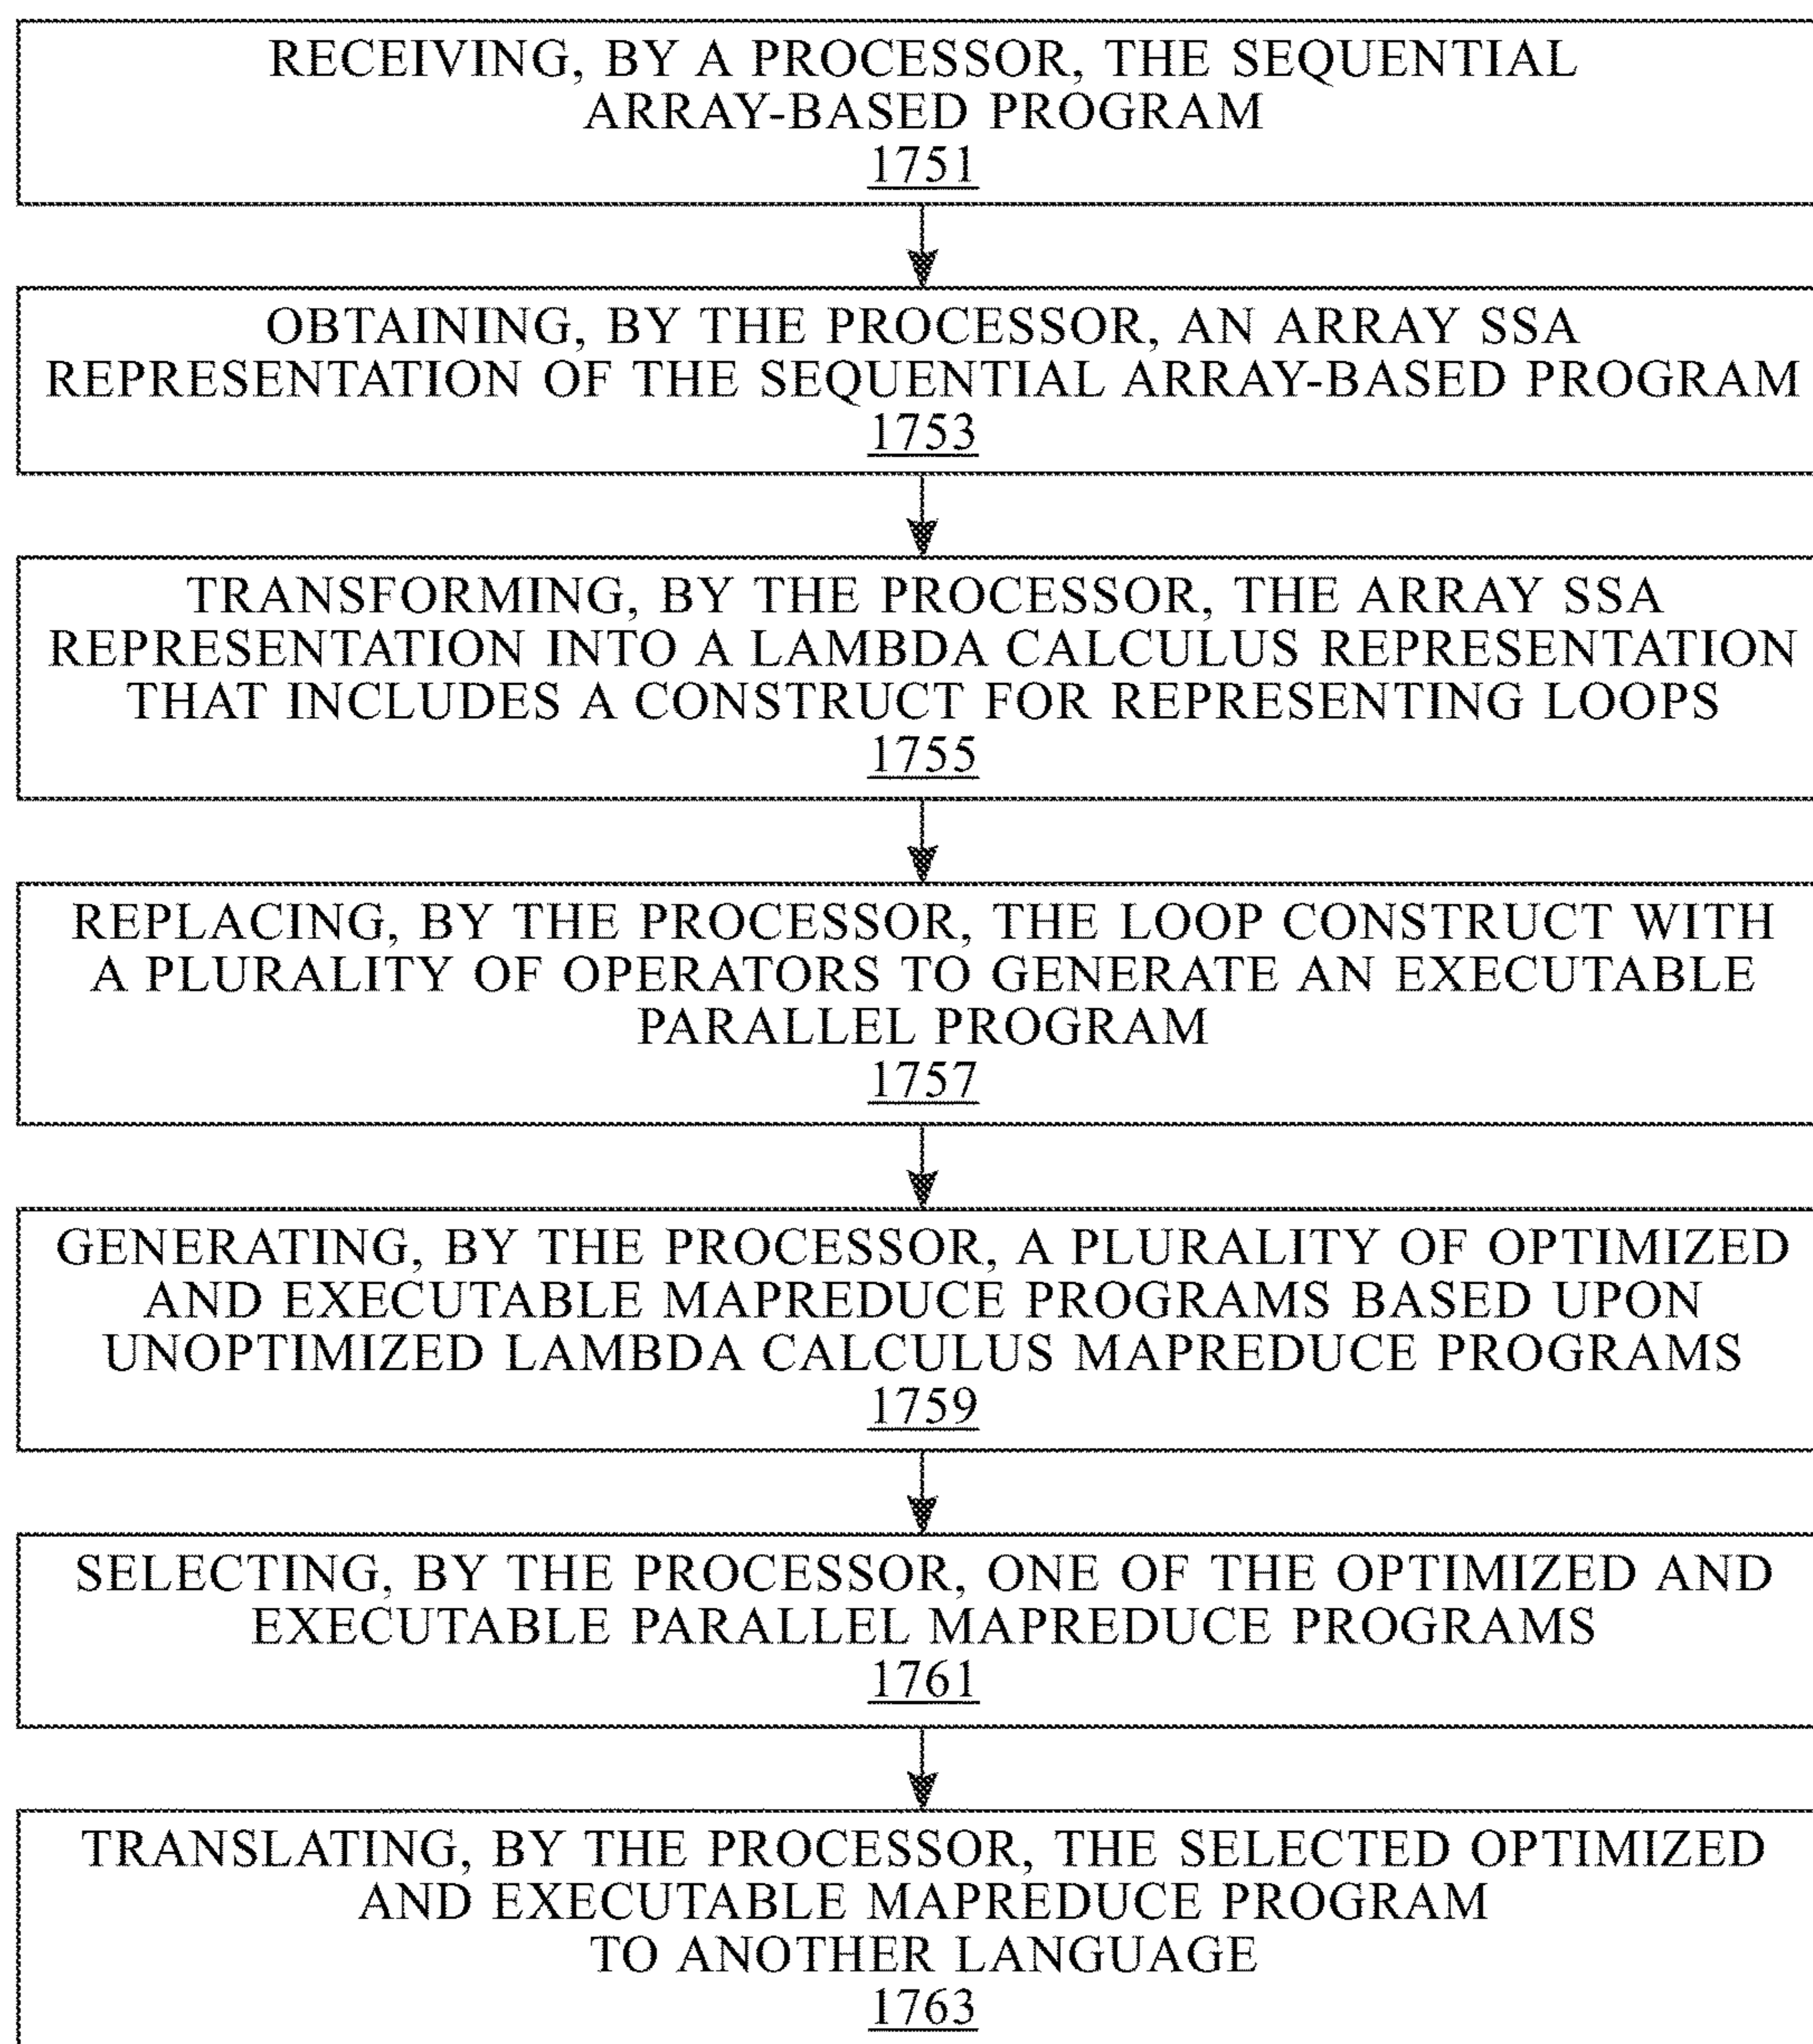 RECEIVING, BY A PROCESSOR, THE SEQUENTIAL
ARRAY-BASED PROGRAM
1751
OBTAINING, BY THE PROCESSOR, AN ARRAY SSA
REPRESENTATION OF THE SEQUENTIAL ARRAY-BASED PROGRAM
1753
TRANSFORMING, BY THE PROCESSOR, THE ARRAY SSA
REPRESENTATION INTO A LAMBDA CALCULUS REPRESENTATION
THAT INCLUDES A CONSTRUCT FOR REPRESENTING LOOPS
1755
REPLACING, BY THE PROCESSOR, THE LOOP CONSTRUCT WITH
A PLURALITY OF OPERATORS TO GENERATE AN EXECUTABLE
PARALLEL PROGRAM
1757
GENERATING, BY THE PROCESSOR, A PLURALITY OF OPTIMIZED
AND EXECUTABLE MAPREDUCE PROGRAMS BASED UPON
UNOPTIMIZED LAMBDA CALCULUS MAPREDUCE PROGRAMS
1759
SELECTING, BY THE PROCESSOR, ONE OF THE OPTIMIZED AND
EXECUTABLE PARALLEL MAPREDUCE PROGRAMS
1761
TRANSLATING, BY THE PROCESSOR, THE SELECTED OPTIMIZED
AND EXECUTABLE MAPREDUCE PROGRAM
TO ANOTHER LANGUAGE
1763